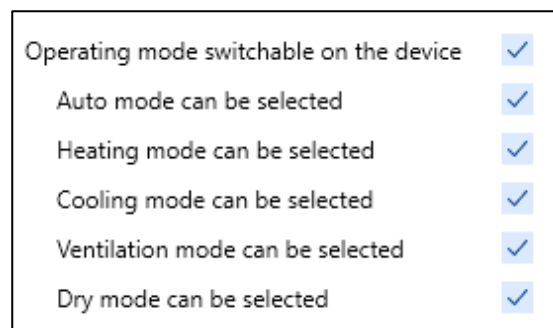 Operating mode switchable on the device
Auto mode can be selected
Heating mode can be selected
Cooling mode can be selected
Ventilation mode can be selected
Dry mode can be selected